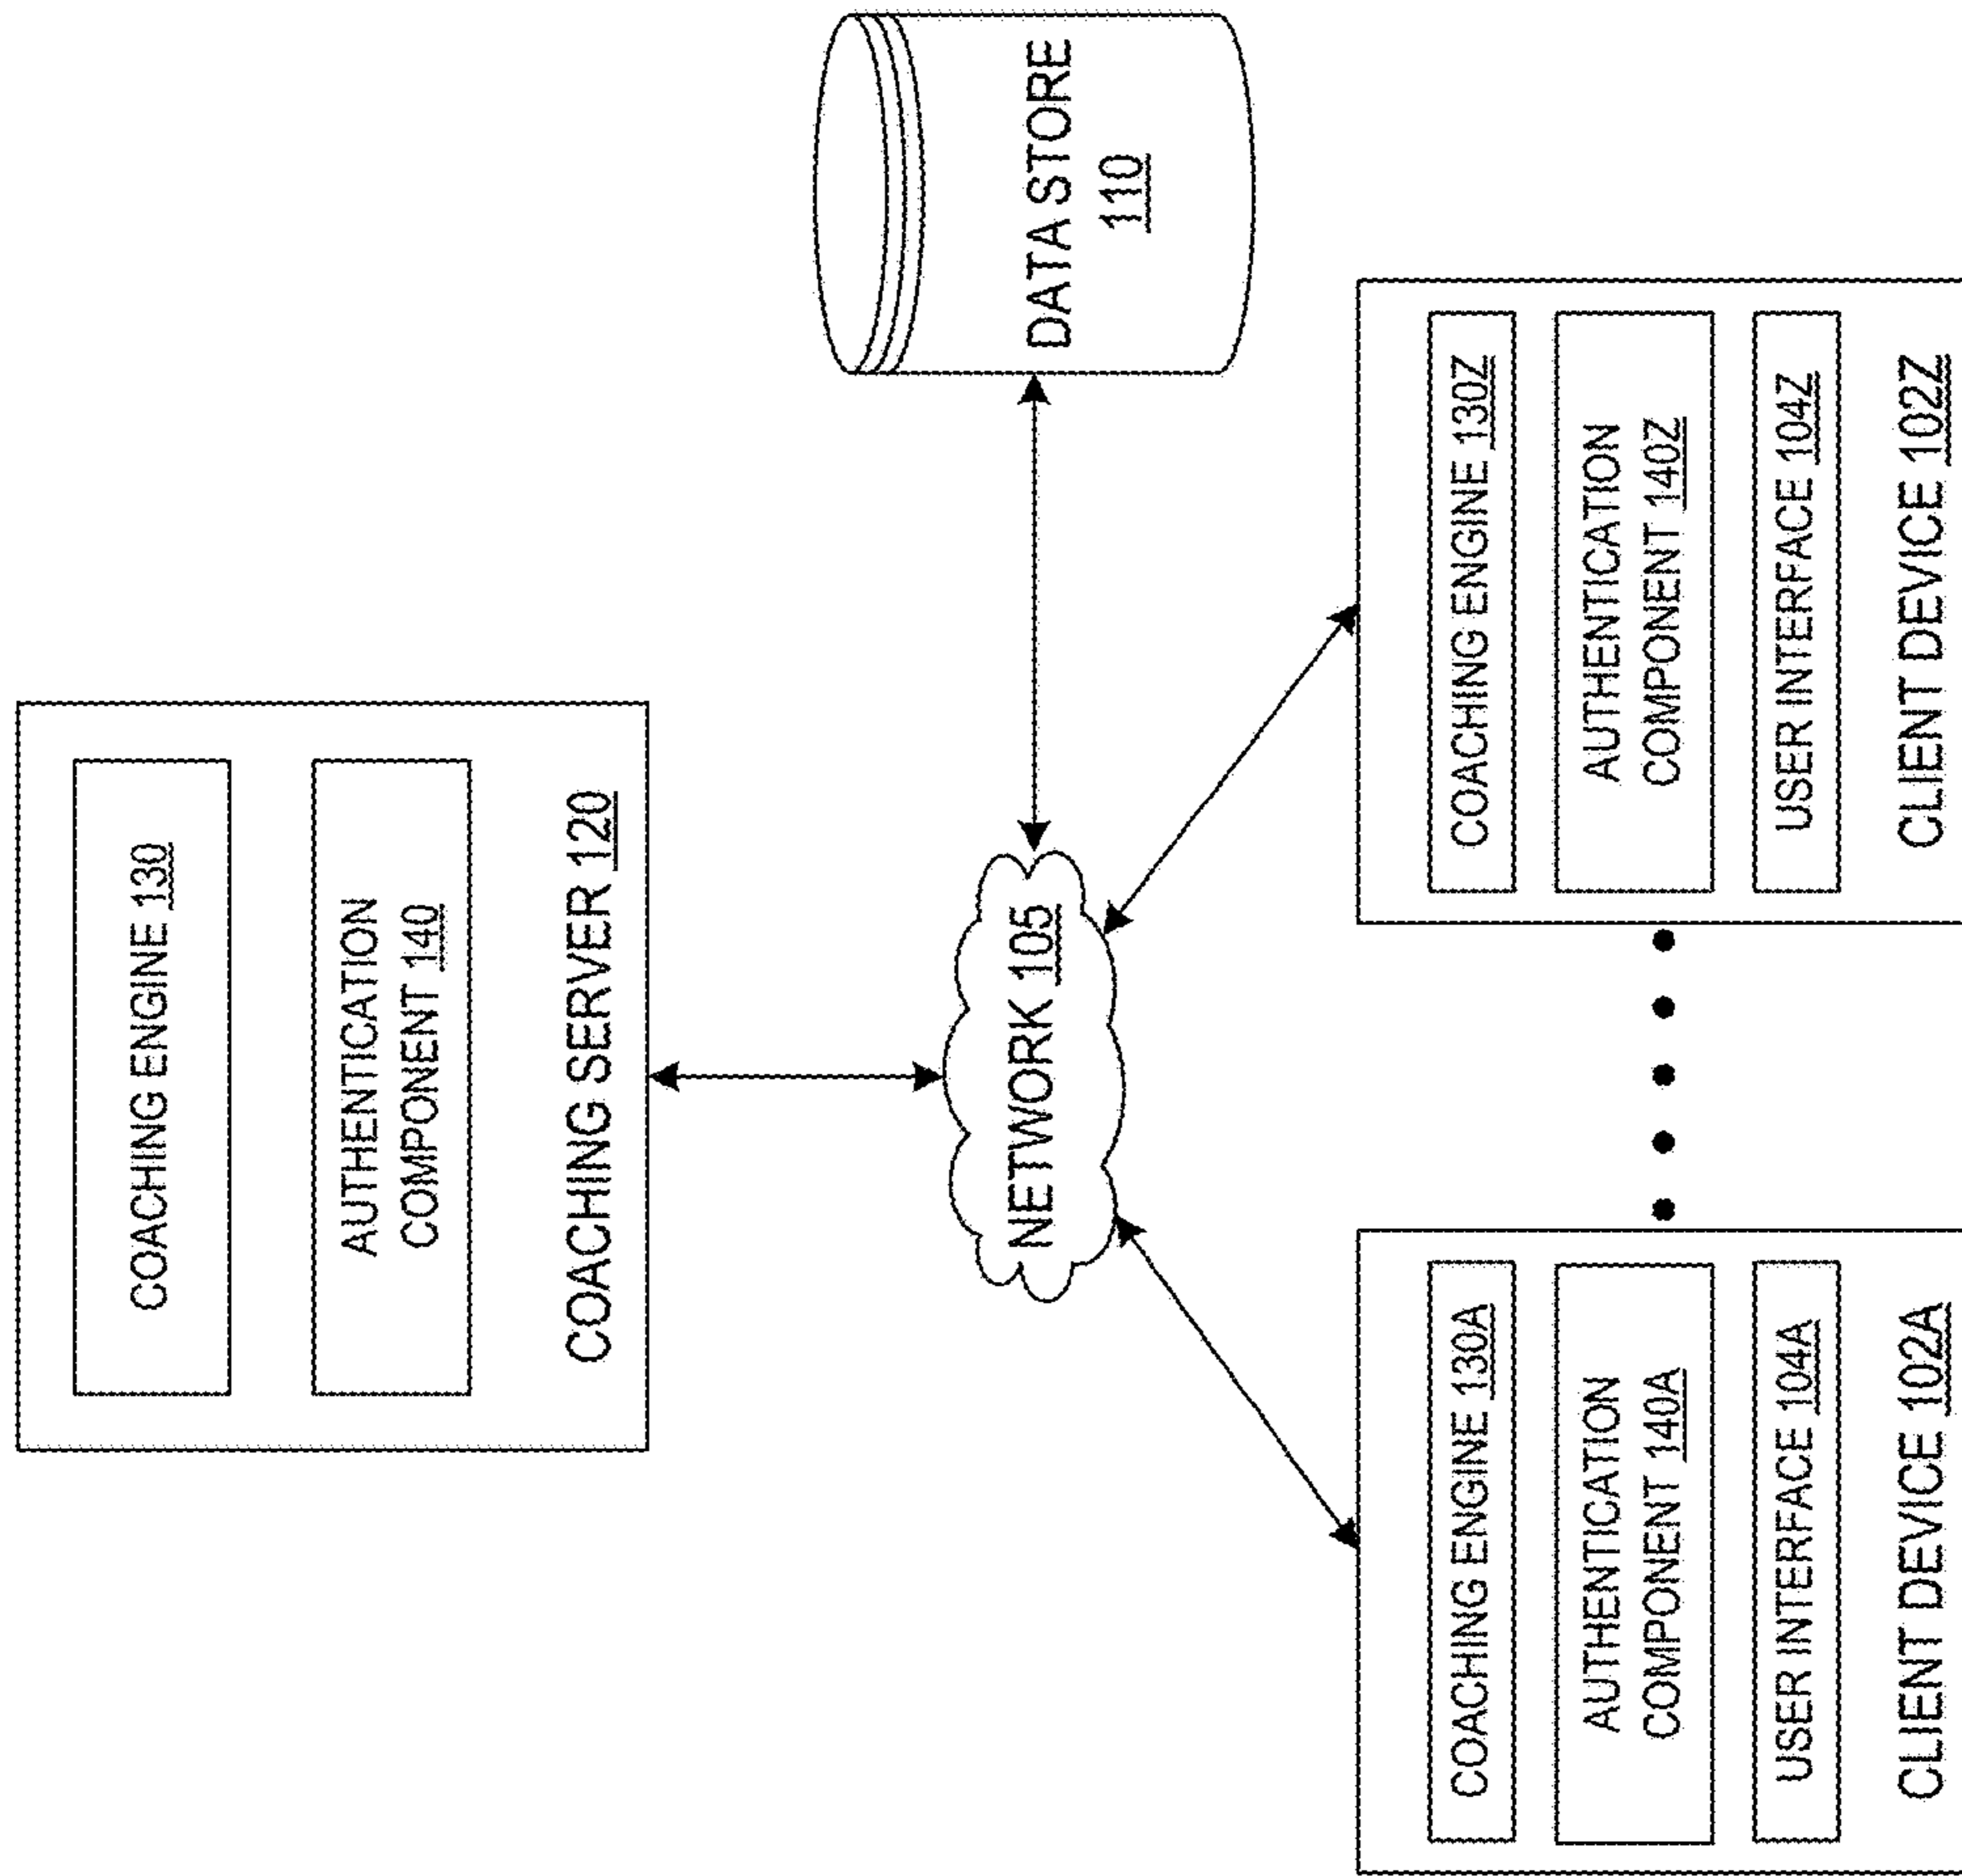 COACHING ENGINE 130
AUTHENTICATION
COMPONENT 140
COACHING SERVER 120
NETWORK 105
DATA STORE
110
COACHING ENGINE 130A
AUTHENTICATION
COMPONENT 140A
USER INTERFACE 104A
CLIENT DEVICE 102A
COACHING ENGINE 130Z
AUTHENTICATION
COMPONENT 140Z
USER INTERFACE 104Z
CLIENT DEVICE 102Z